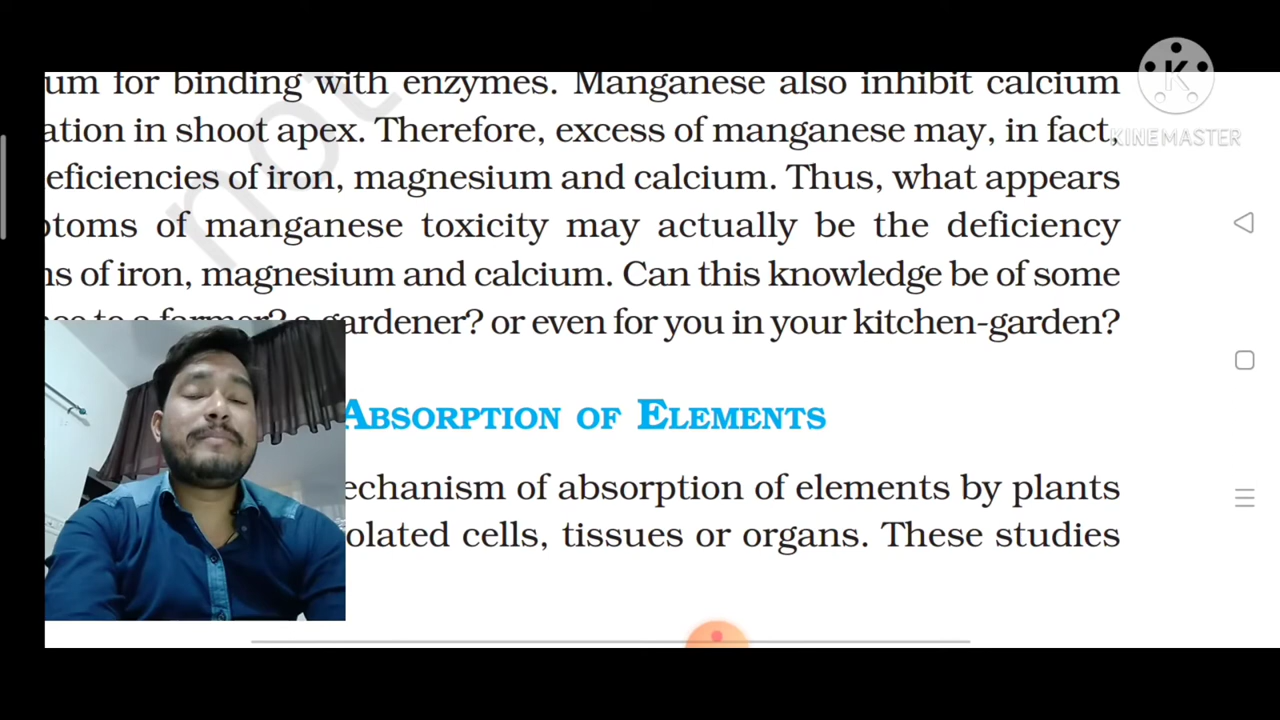 um for binding with enzymes. Manganese also inhibit calcium
KINEMASTER
ation in shoot apex. Therefore, excess of manganese may, in fact,
eficiencies of iron, magnesium and calcium. Thus, what appears
ptoms of manganese toxicity may actually be the deficiency
ns of iron, magnesium and calcium. Can this knowledge be of some
to a farmer? a gardener? or even for you in your kitchen-garden?
ABSORPTION OF ELEMENTS
echanism of absorption of elements by plants
olated cells, tissues or organs. These studies
not